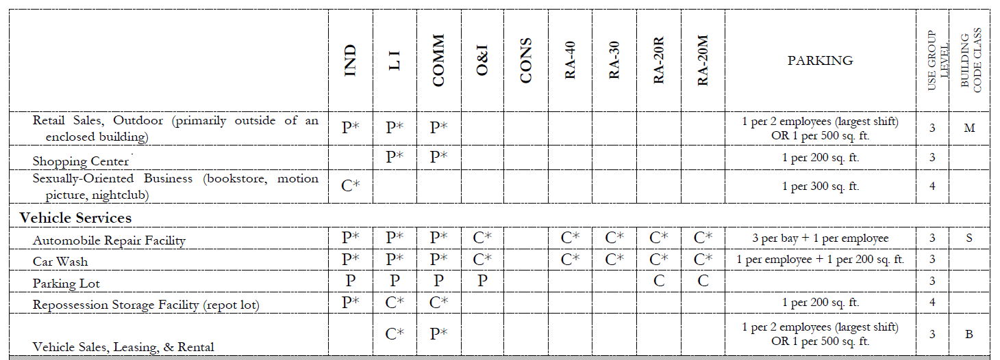 IND L I COMM O&I CONS RA-40 RA-30 RA-20R RA-20M PARKING USE GROUP LEVEL BUILDING CODE CLASS
Retail Sales, Outdoor (primarily outside of an
enclosed building) P* P* P* 1 per 2 employees (largest shift)
OR 1 per 500 sq. ft. 3 M
Shopping Center P* P* 1 per 200 sq. ft. 3
Sexually-Oriented Business (bookstore, motion
picture, nightclub) C* 1 per 300 sq. ft. 4
Vehicle Services
Automobile Repair Facility P* P* P* C* C* C* C* C* 3 per bay + 1 per employee 3 S
Car Wash P* P* P* C* C* C* C* C* 1 per employee + 1 per 200 sq. ft. 3
Parking Lot P P P P C C 3
Repossession Storage Facility (repot lot) P* C* C* 1 per 200 sq. ft. 4
Vehicle Sales, Leasing, & Rental C* P* 1 per 2 employees (largest shift)
OR 1 per 500 sq. ft. 3 B